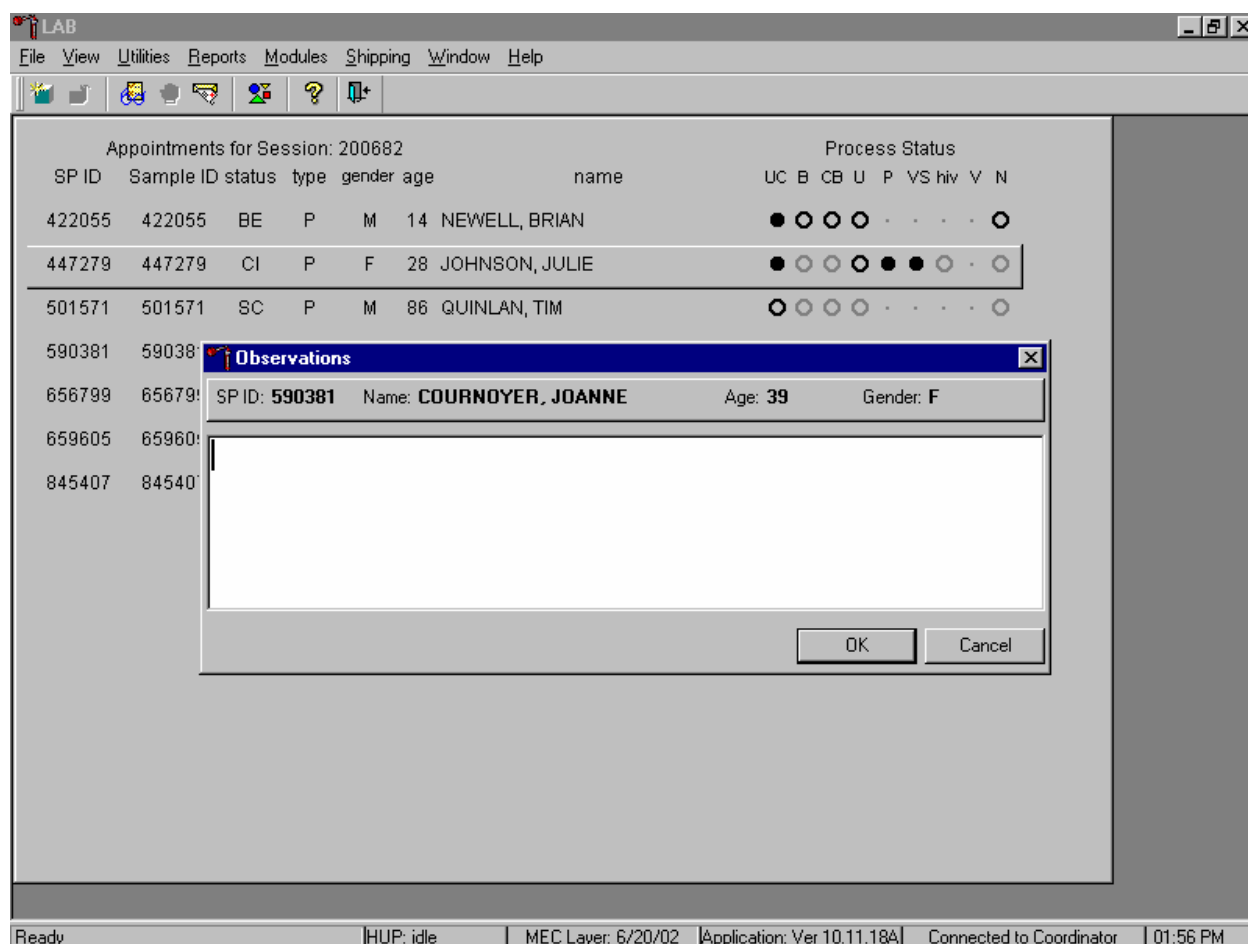 LAB
File View Utilities Reports Modules Shipping Window Help
Appointments for Session: 200682 Process Status
SP ID Sample ID status type gender age name UC B CB U P VS hiv V N
422055 422055 BE P M 14 NEWELL, BRIAN
447279 447279 CI P F 28 JOHNSON, JULIE
501571 501571 SC P M 86 QUINLAN, TIM
590381 59038
Observations
656799 65679
SP ID: 590381 Name: COURNOYER, JOANNE Age: 39 Gender: F
659605 65960
845407 84540
OK Cancel
Ready HUP: idle MEC Layer: 6/20/02 Application: Ver 10.11.18A Connected to Coordinator 01:56 PM